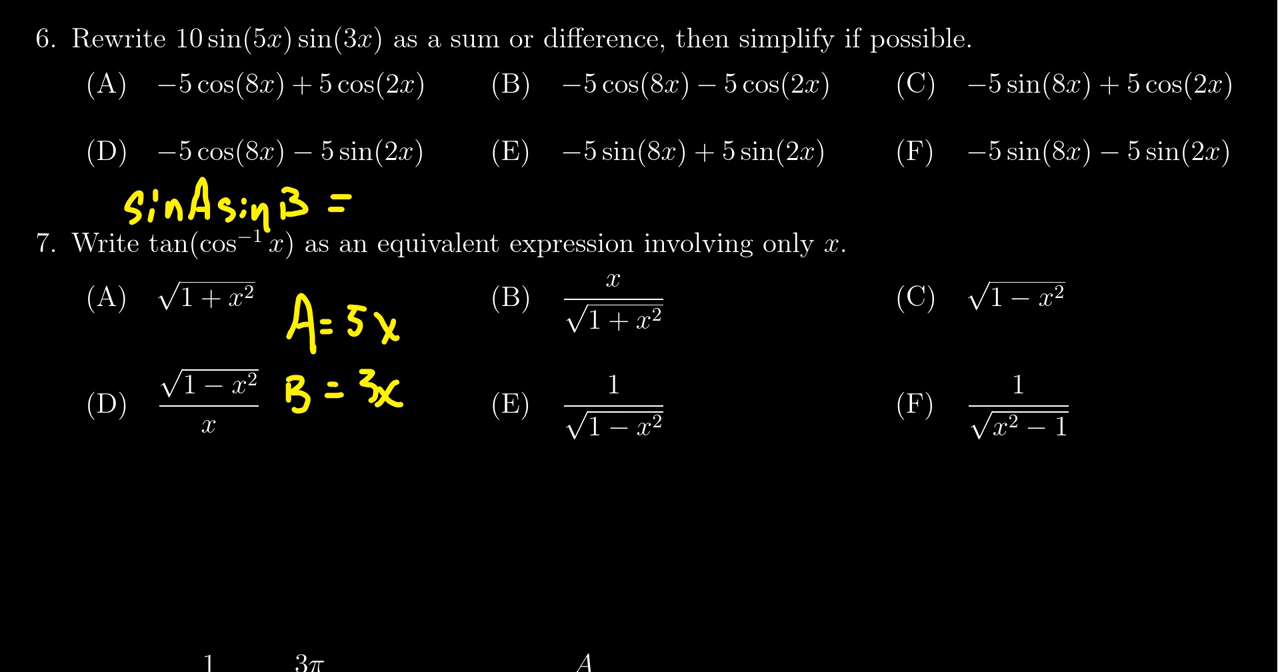 6. Rewrite 10 sin(5x) sin(3x) as a sum or difference, then simplify if possible.
(A) −5 cos(8x) + 5 cos(2x) (B) −5 cos(8x) − 5 cos(2x) (C) −5 sin(8x) + 5 cos(2x)
(D) −5 cos(8x) − 5 sin(2x) (E) −5 sin(8x) + 5 sin(2x) (F) −5 sin(8x) − 5 sin(2x)
sinA sinB =
7. Write tan(cos⁻¹ x) as an equivalent expression involving only x.
(A) √(1 + x²) (B) x/√(1 + x²) (C) √(1 − x²)
A = 5x
(D) √(1 − x²)/x (E) 1/√(1 − x²) (F) 1/√(x² − 1)
B = 3x
1 3π A